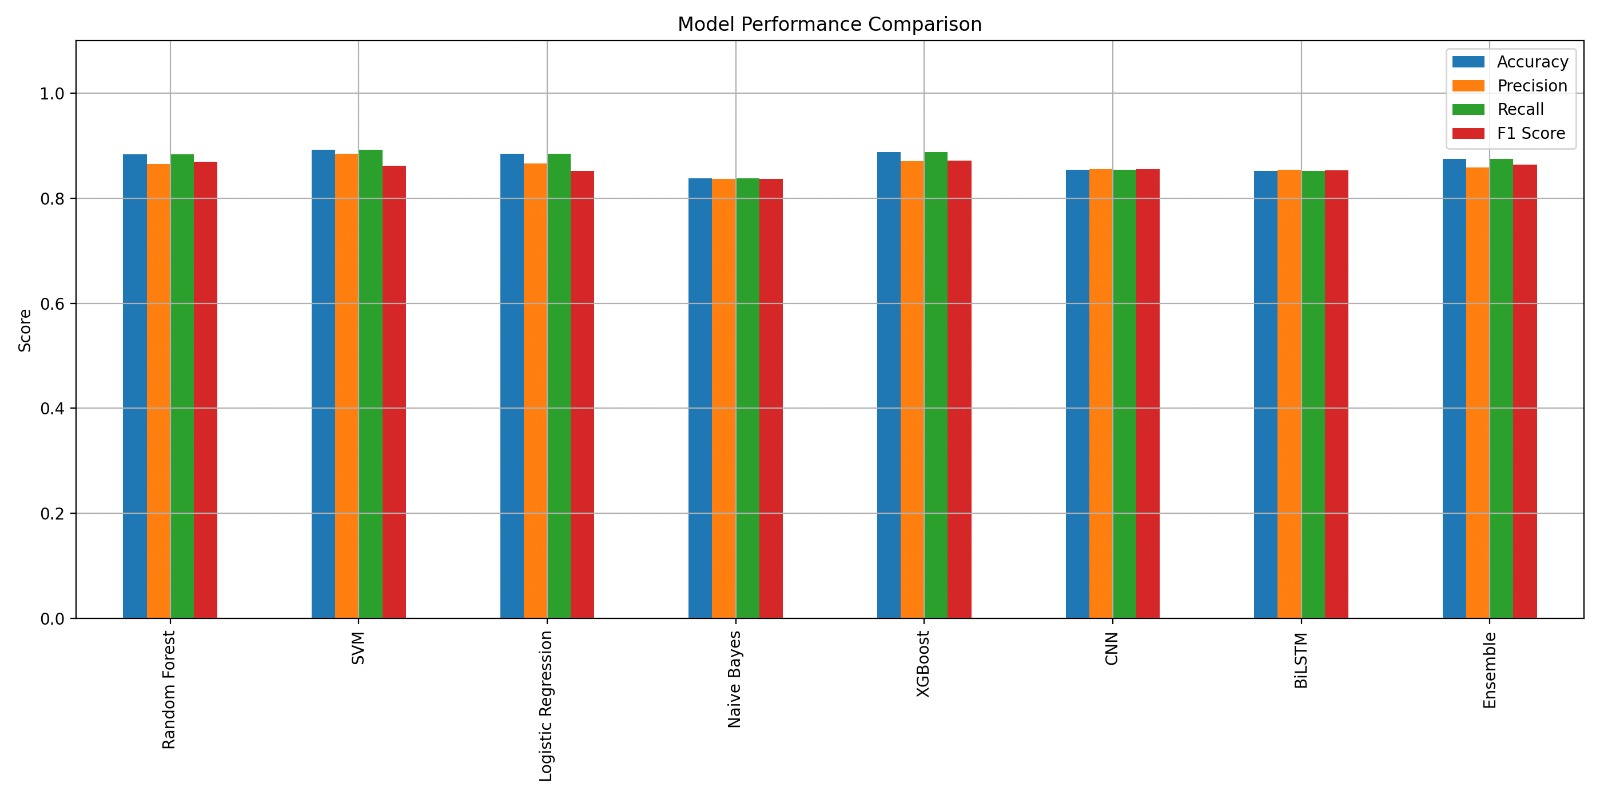 Model Performance Comparison
Accuracy
Precision
Recall
F1 Score
1.0
0.8
0.6
0.4
0.2
0.0
Score
Random Forest
SVM
Logistic Regression
Naive Bayes
XGBoost
CNN
BiLSTM
Ensemble